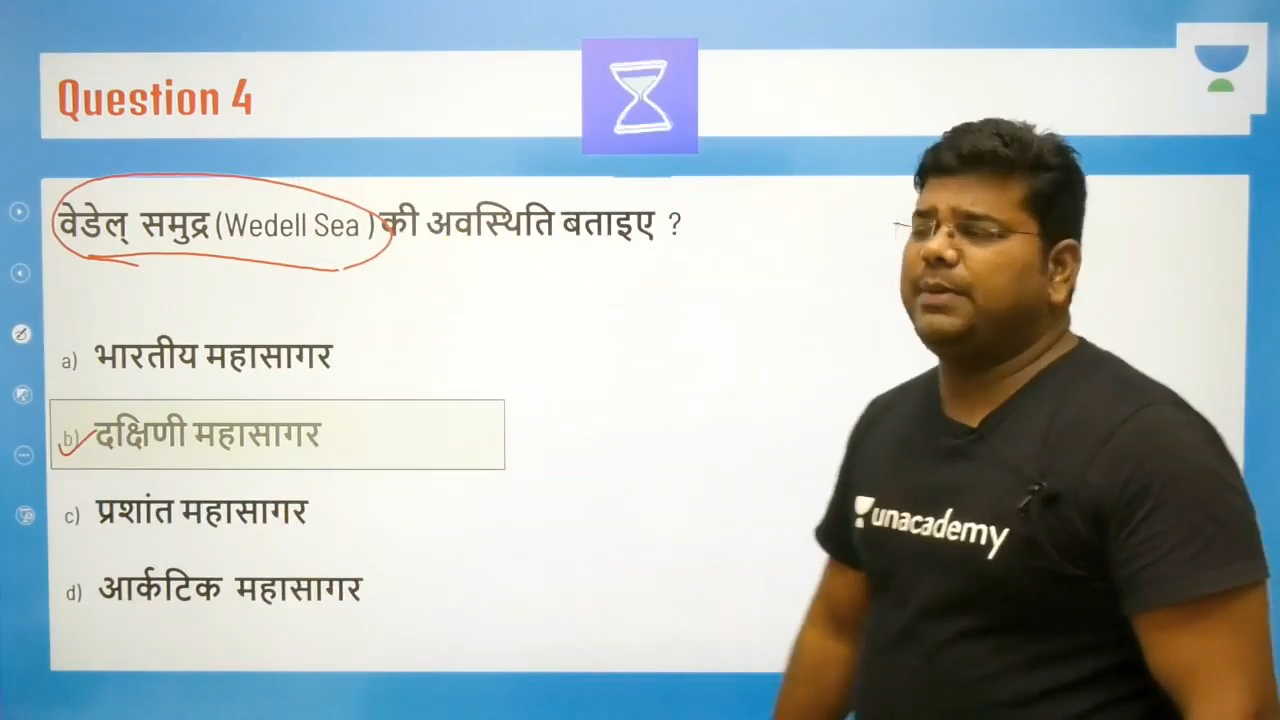 Question 4
वेडेल् समुद्र (Wedell Sea ) की अवस्थिति बताइए ?
a) भारतीय महासागर
b) दक्षिणी महासागर
c) प्रशांत महासागर
d) आर्कटिक महासागर
unacademy